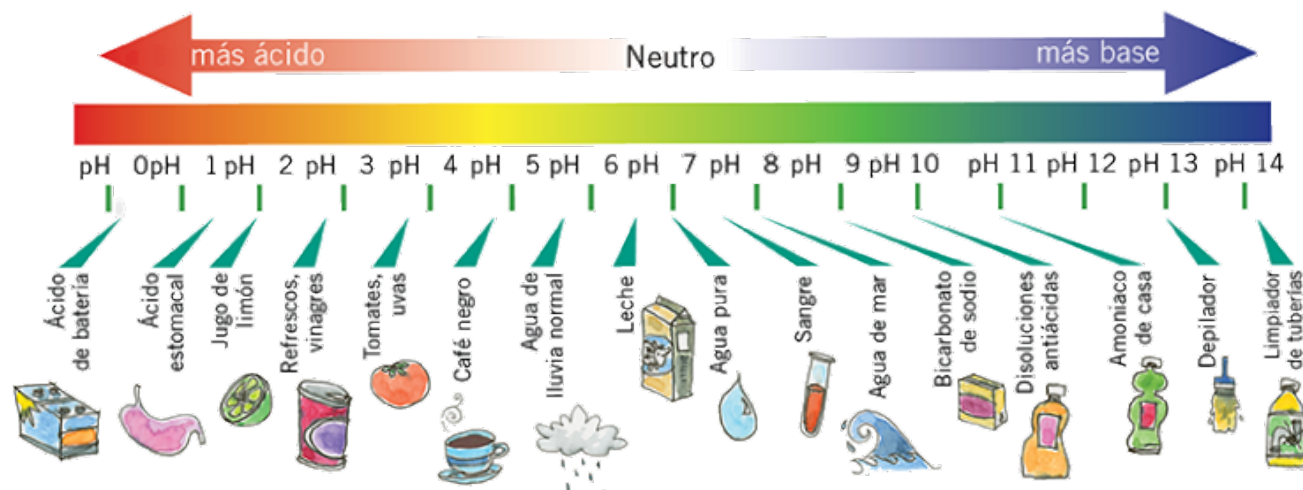 más ácido Neutro más base
pH 0pH 1 pH 2 pH 3 pH 4 pH 5 pH 6 pH 7 pH 8 pH 9 pH 10 pH 11 pH 12 pH 13 pH 14
Ácido
de batería
Ácido
estomacal
Jugo de
limón
Refrescos,
vinagres
Tomates,
uvas
Café negro
Agua de
lluvia normal
Leche
Agua pura
Sangre
Agua de mar
Bicarbonato
de sodio
Disoluciones
antiácidas
Amoniaco
de casa
Depilador
Limpiador
de tuberías